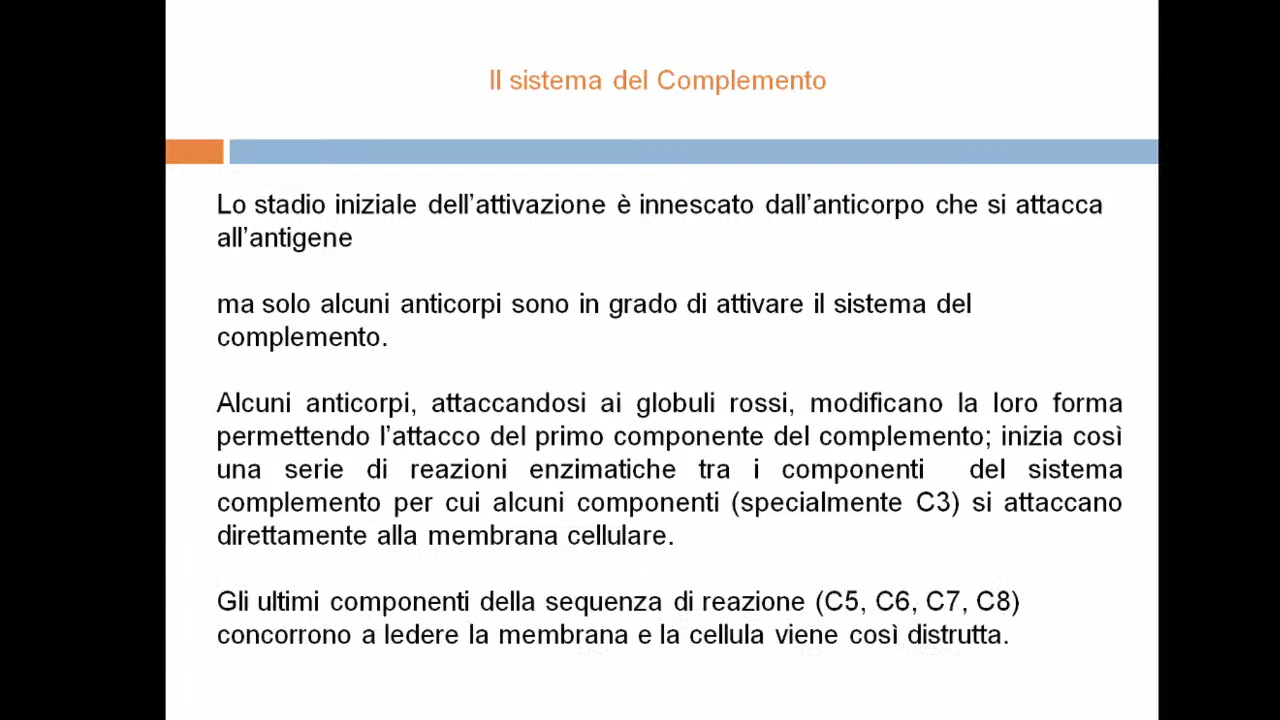 Il sistema del Complemento
Lo stadio iniziale dell'attivazione è innescato dall'anticorpo che si attacca
all'antigene
ma solo alcuni anticorpi sono in grado di attivare il sistema del
complemento.
Alcuni anticorpi, attaccandosi ai globuli rossi, modificano la loro forma
permettendo l'attacco del primo componente del complemento; inizia così
una serie di reazioni enzimatiche tra i componenti del sistema
complemento per cui alcuni componenti (specialmente C3) si attaccano
direttamente alla membrana cellulare.
Gli ultimi componenti della sequenza di reazione (C5, C6, C7, C8)
concorrono a ledere la membrana e la cellula viene così distrutta.